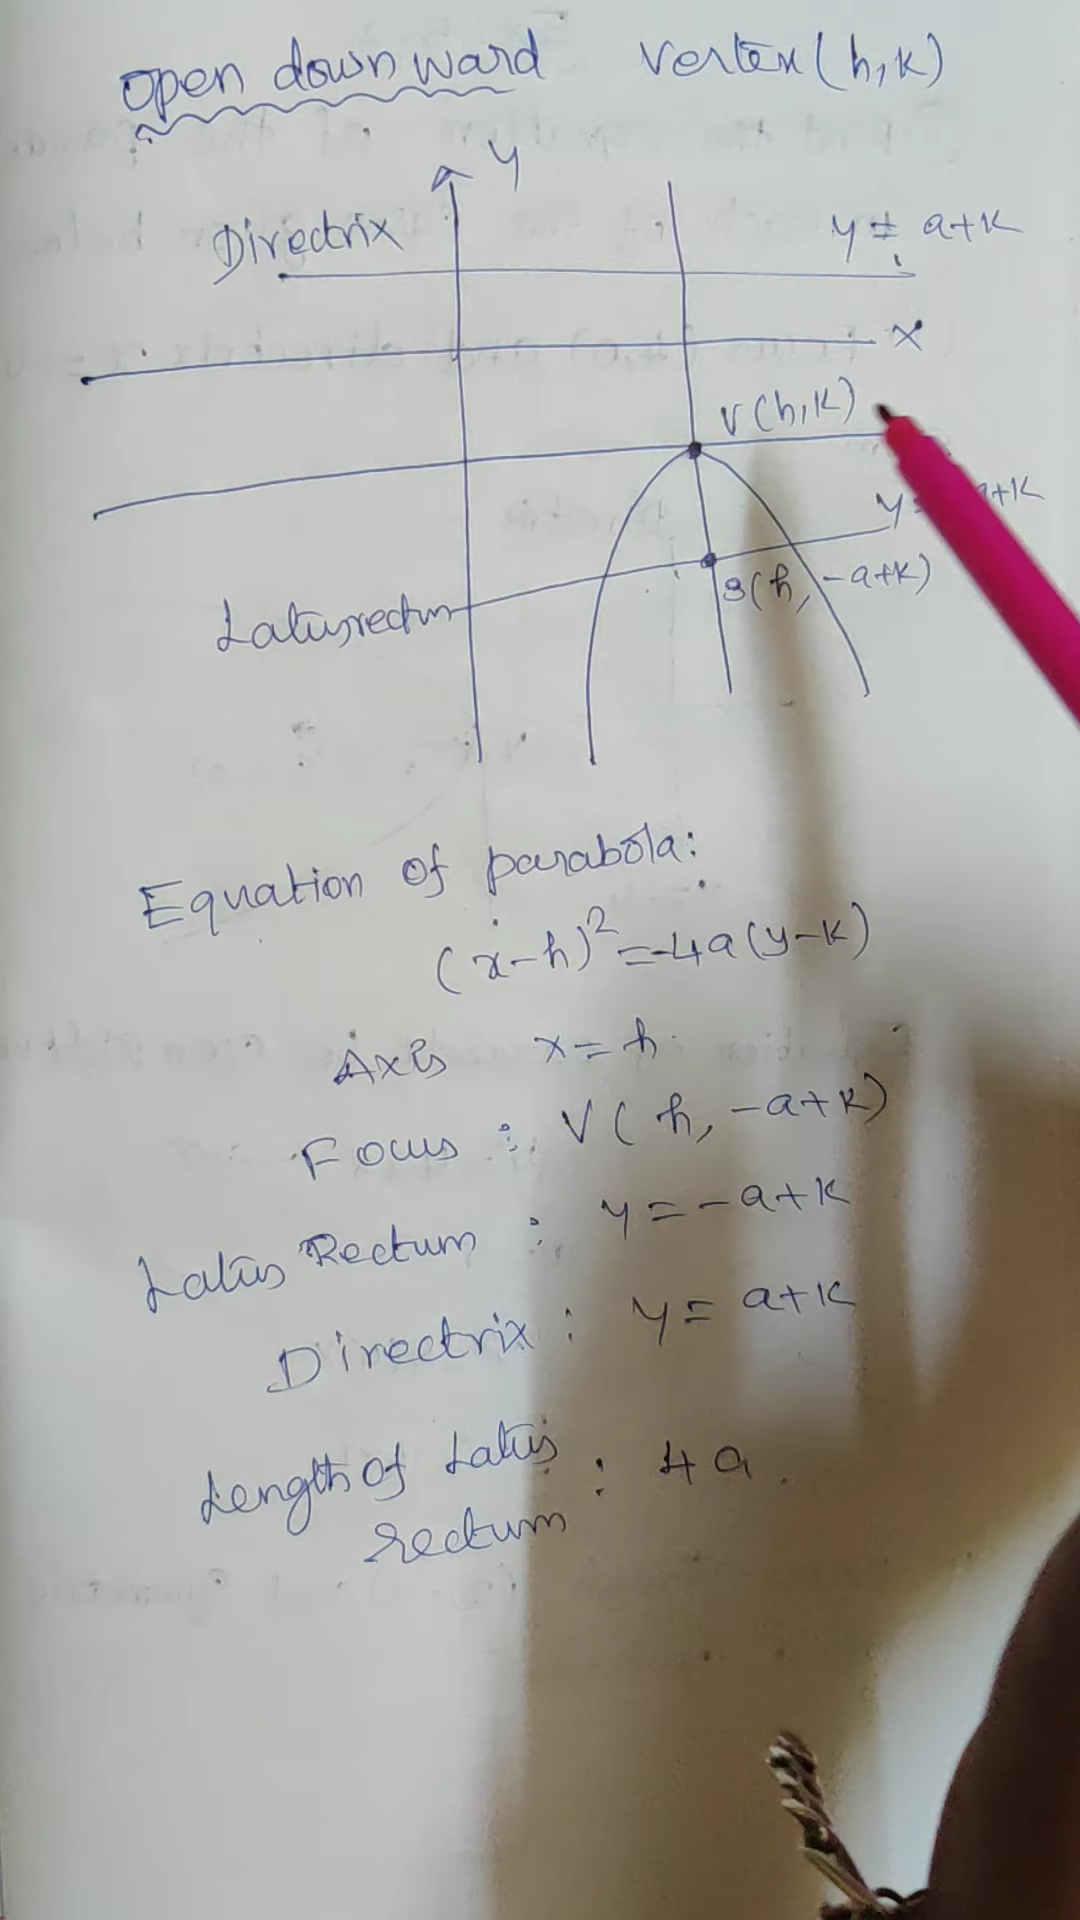 open downward vertex (h,k)
Y
Directrix y = a+k
X
V(h,k)
y= a+k
S(h, -a+k)
Latusrectum
Equation of parabola:
(x-h)²=-4a(y-k)
Axis x=h
Focus : V(h, -a+k)
Latus Rectum : y=-a+k
Directrix : y= a+k
Length of Latus : 4a.
rectum